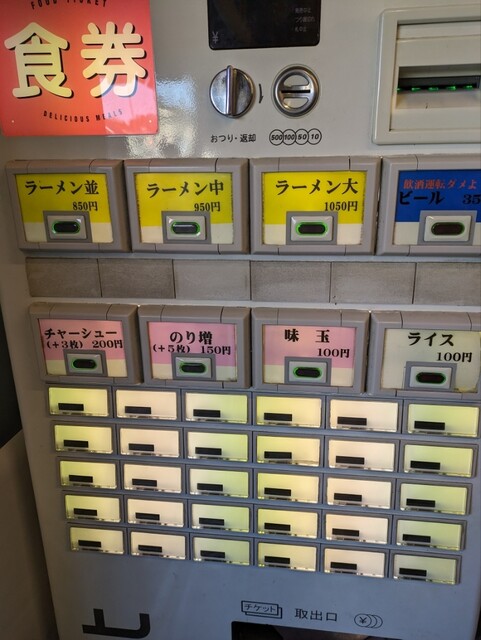 FOOD TICKET
食券
DELICIOUS MEALS
¥
おつり・返却
500 100 50 10
ラーメン並
850円
ラーメン中
950円
ラーメン大
1050円
飲酒運転ダメよ
ビール 35
チャーシュー
(+3枚) 200円
のり増
(+5枚) 150円
味玉
100円
ライス
100円
チケット 取出口 ¥